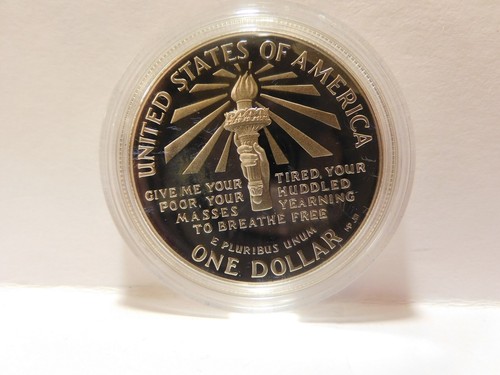 UNITED STATES OF AMERICA
GIVE ME YOUR TIRED, YOUR
POOR, YOUR HUDDLED
MASSES YEARNING
TO BREATHE FREE
E PLURIBUS UNUM
ONE DOLLAR